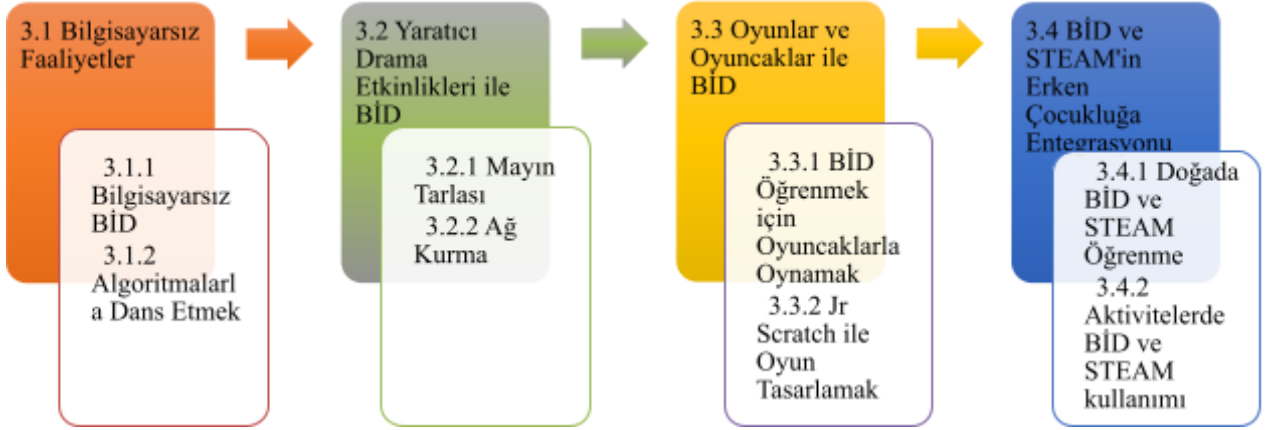 3.1 Bilgisayarsız
Faaliyetler
3.1.1
Bilgisayarsız
BİD
3.1.2
Algoritmalarl
a Dans Etmek
3.2 Yaratıcı
Drama
Etkinlikleri ile
BİD
3.2.1 Mayın
Tarlası
3.2.2 Ağ
Kurma
3.3 Oyunlar ve
Oyuncaklar ile
BİD
3.3.1 BİD
Öğrenmek
için
Oyuncaklarla
Oynamak
3.3.2 Jr
Scratch ile
Oyun
Tasarlamak
3.4 BİD ve
STEAM'in
Erken
Çocukluğa
Entegrasyonu
3.4.1 Doğada
BİD ve
STEAM
Öğrenme
3.4.2
Aktivitelerde
BİD ve
STEAM
kullanımı